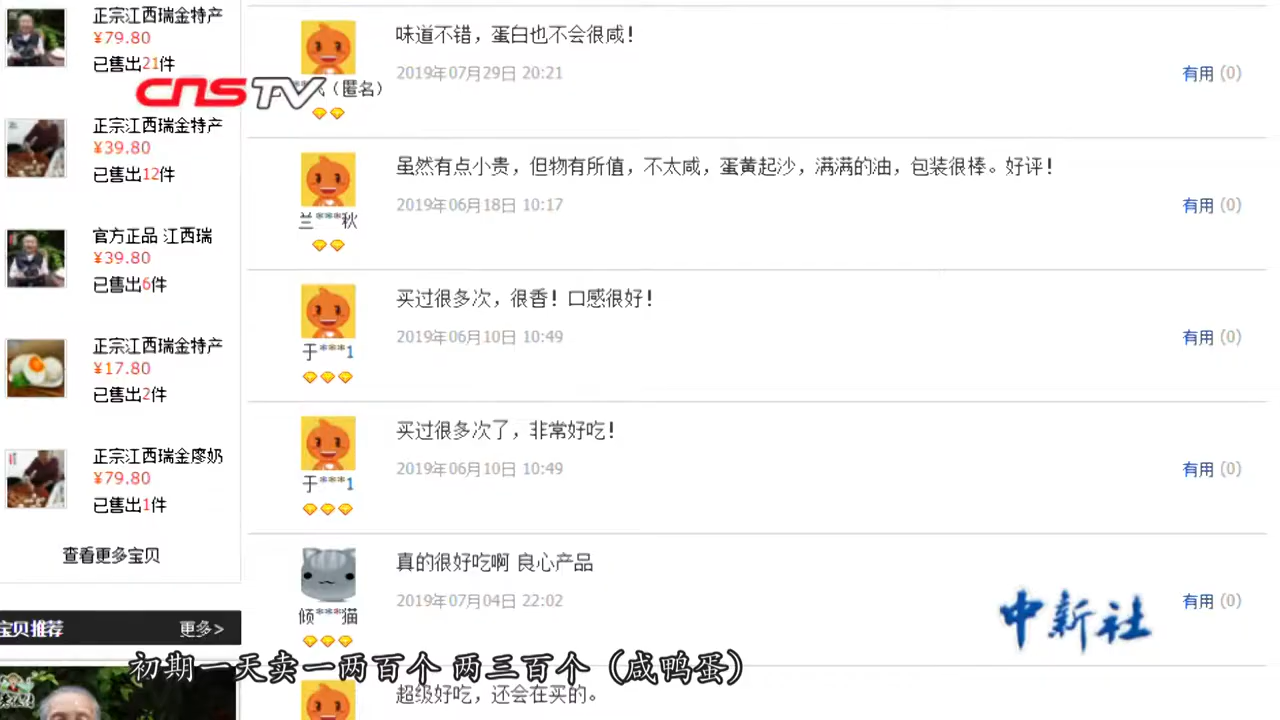 正宗江西瑞金特产
¥79.80
已售出21件
正宗江西瑞金特产
¥39.80
已售出12件
官方正品 江西瑞
¥39.80
已售出6件
正宗江西瑞金特产
¥17.80
已售出2件
正宗江西瑞金廖奶
¥79.80
已售出1件
查看更多宝贝
宝贝推荐
更多>
CNSTV
味道不错，蛋白也不会很咸！
2019年07月29日 20:21
有用 (0)
（匿名）
虽然有点小贵，但物有所值，不太咸，蛋黄起沙，满满的油，包装很棒。好评！
2019年06月18日 10:17
有用 (0)
兰***秋
买过很多次，很香！口感很好！
2019年06月10日 10:49
有用 (0)
于***1
买过很多次了，非常好吃！
2019年06月10日 10:49
有用 (0)
于***1
真的很好吃啊 良心产品
2019年07月04日 22:02
有用 (0)
倾***猫
中新社
初期一天卖一两百个 两三百个（咸鸭蛋）
超级好吃，还会在买的。